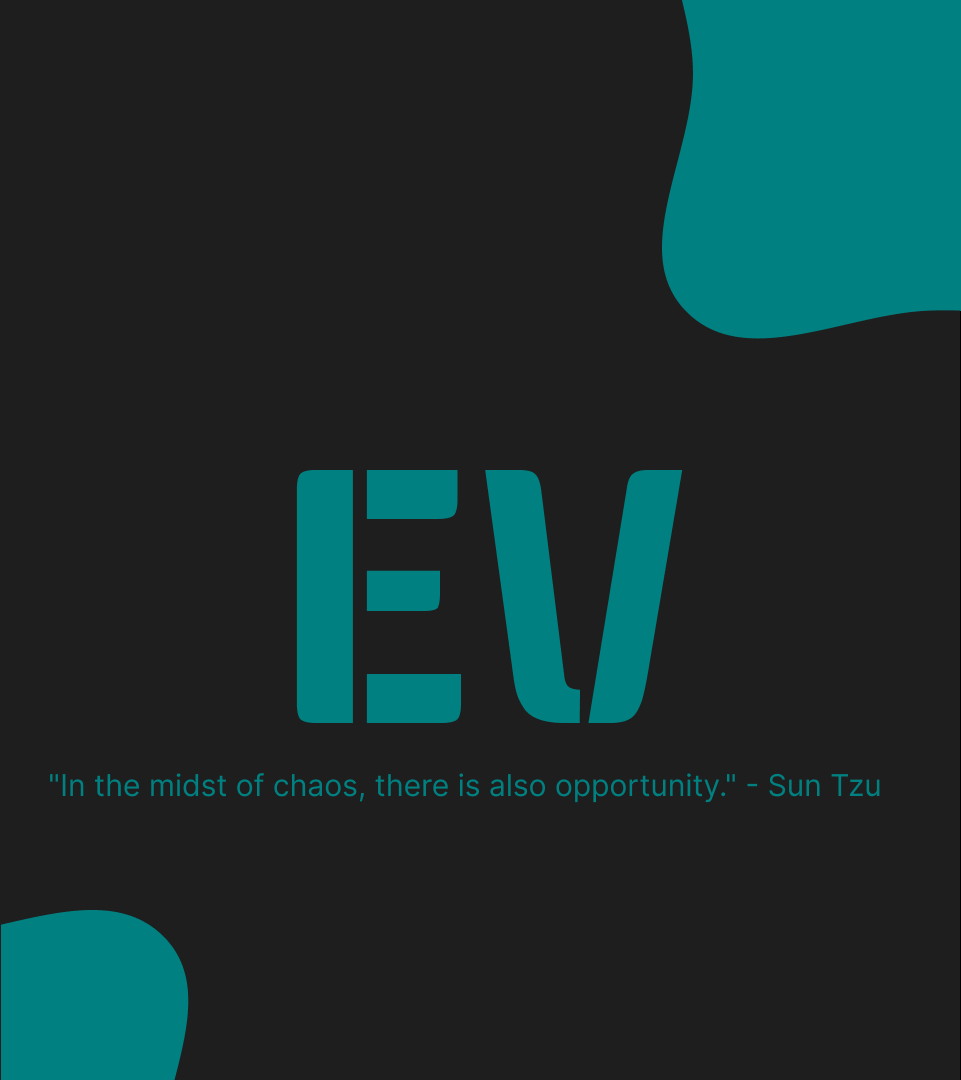 EV
"In the midst of chaos, there is also opportunity." - Sun Tzu